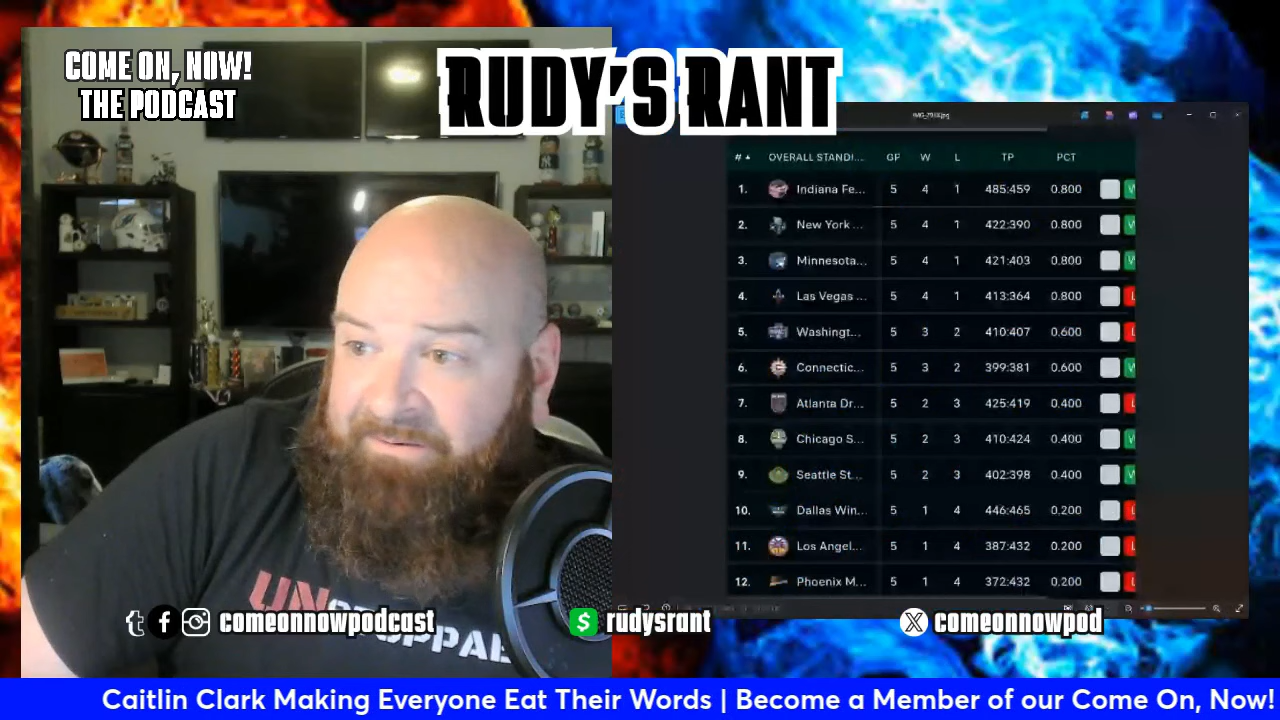 COME ON, NOW!
THE PODCAST
RUDY'S RANT
# OVERALL STANDI... GP W L TP PCT
1. Indiana Fe... 5 4 1 485:459 0.800
2. New York ... 5 4 1 422:390 0.800
3. Minnesota... 5 4 1 421:403 0.800
4. Las Vegas ... 5 4 1 413:364 0.800
5. Washingt... 5 3 2 410:407 0.600
6. Connectic... 5 3 2 399:381 0.600
7. Atlanta Dr... 5 2 3 425:419 0.400
8. Chicago S... 5 2 3 410:424 0.400
9. Seattle St... 5 2 3 402:398 0.400
10. Dallas Win... 5 1 4 446:465 0.200
11. Los Angel... 5 1 4 387:432 0.200
12. Phoenix M... 5 1 4 372:432 0.200
comeonnowpodcast
rudysrant
comeonnowpod
Caitlin Clark Making Everyone Eat Their Words | Become a Member of our Come On, Now!